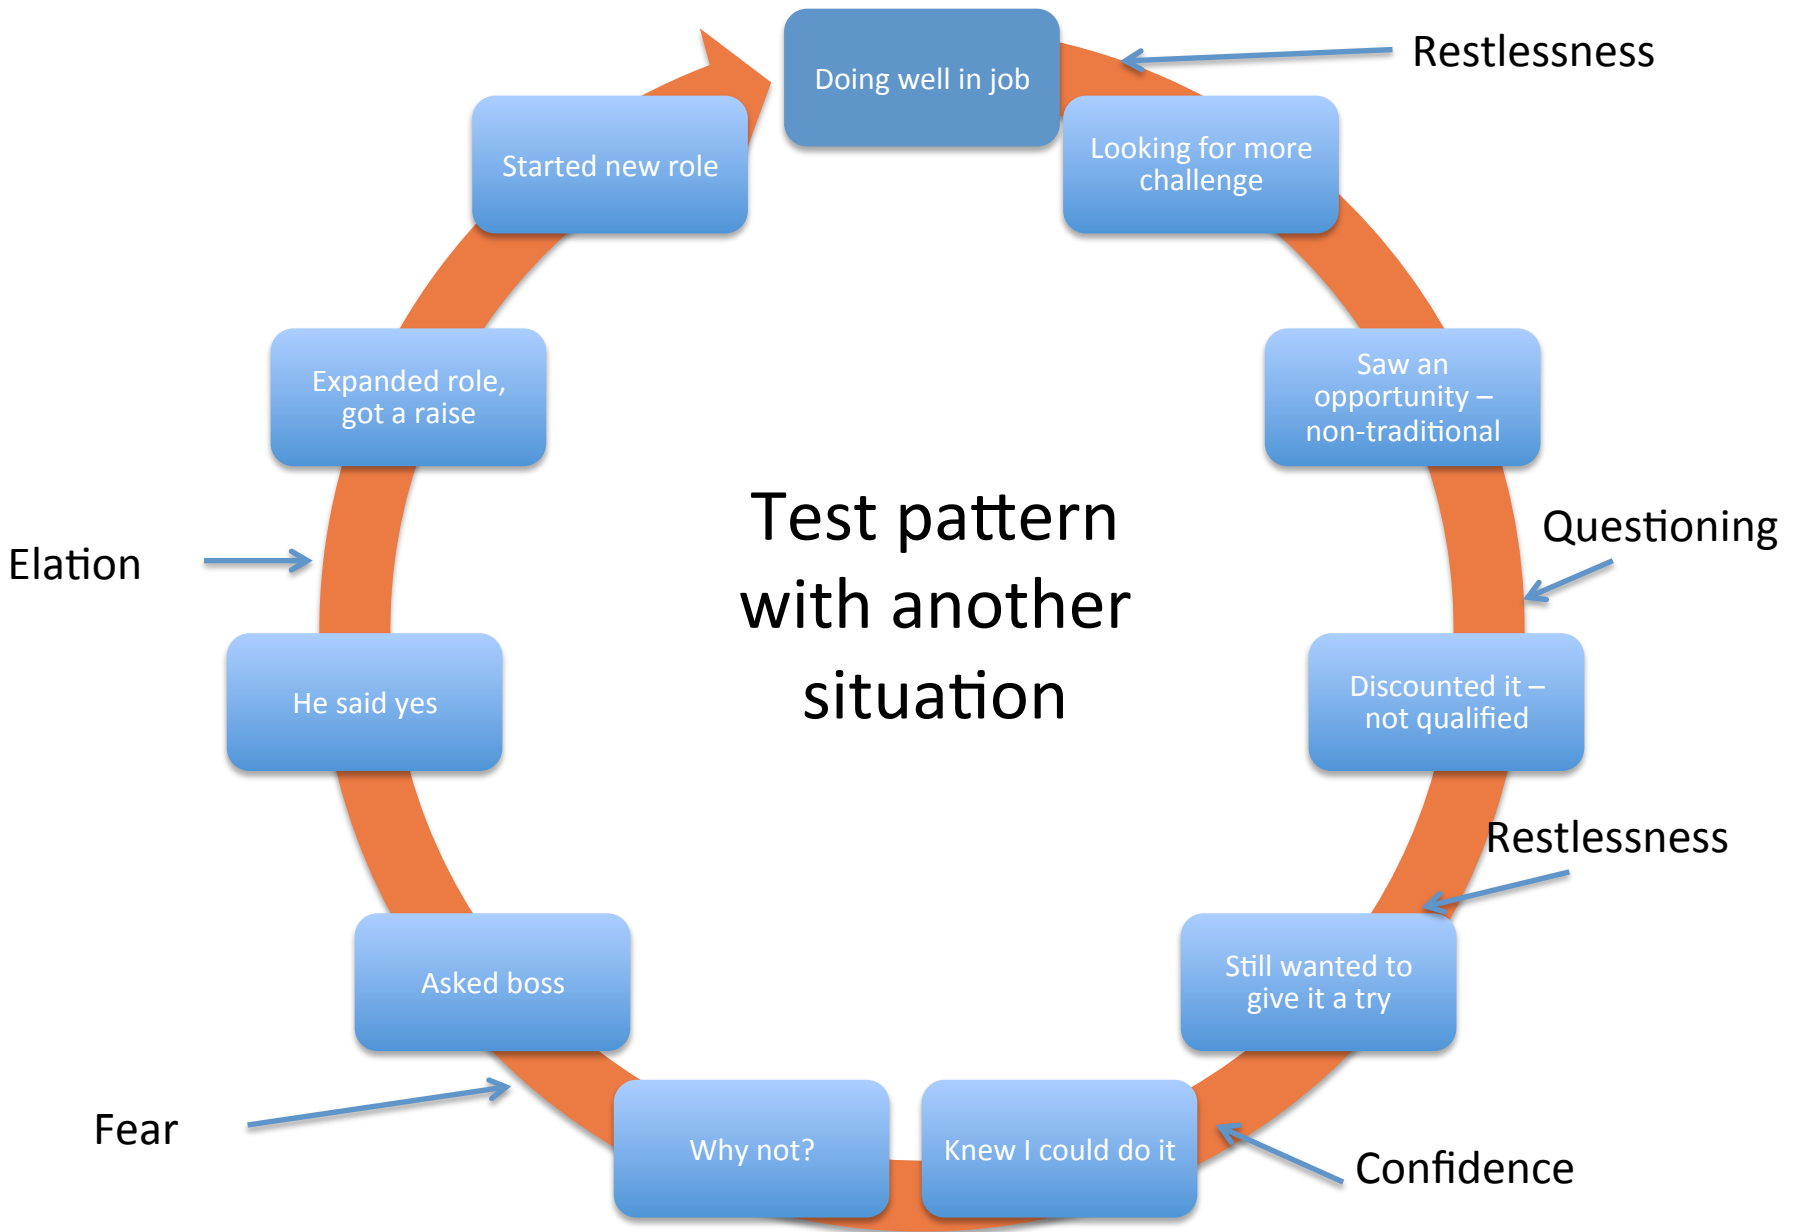 Doing well in job
Restlessness
Looking for more
challenge
Saw an
opportunity –
non-traditional
Questioning
Discounted it –
not qualified
Restlessness
Still wanted to
give it a try
Confidence
Knew I could do it
Why not?
Fear
Asked boss
He said yes
Elation
Expanded role,
got a raise
Started new role
Test pattern
with another
situation